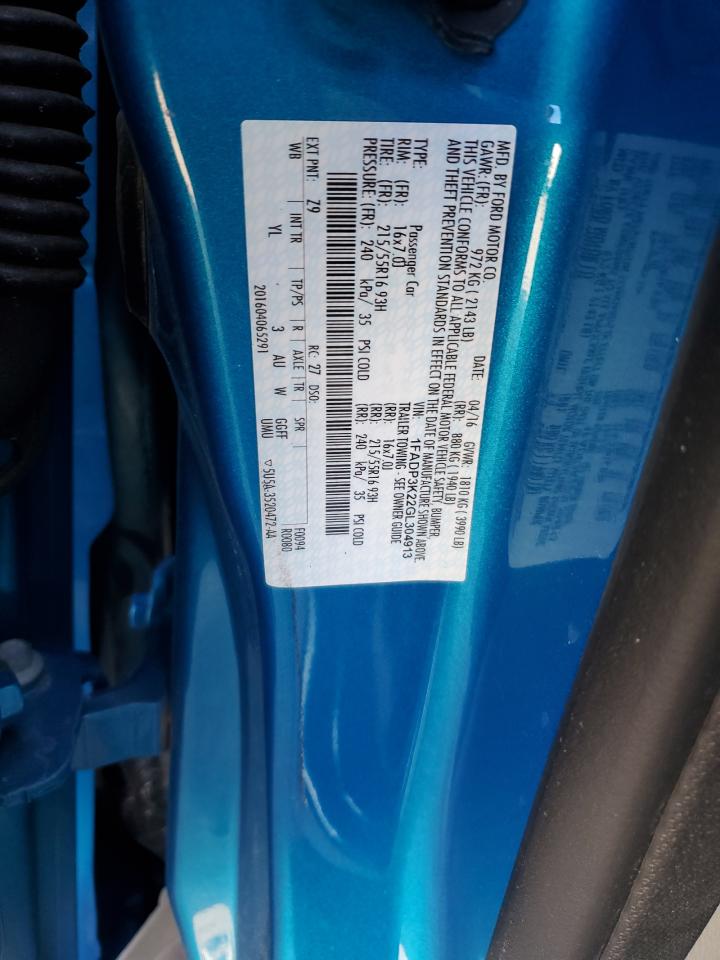 MFD. BY FORD MOTOR CO.
DATE: 04/16 GVWR: 1810 KG ( 3990 LB)
GAWR: (FR): 972 KG ( 2143 LB) (RR): 880 KG ( 1940 LB)
THIS VEHICLE CONFORMS TO ALL APPLICABLE FEDERAL MOTOR VEHICLE SAFETY, BUMPER
AND THEFT PREVENTION STANDARDS IN EFFECT ON THE DATE OF MANUFACTURE SHOWN ABOVE.
VIN: 1FADP3K22GL304913
TYPE: Passenger Car TRAILER TOWING - SEE OWNER GUIDE
RIM: (FR): 16x7.0J (RR): 16x7.0J
TIRE: (FR): 215/55R16 93H (RR): 215/55R16 93H
PRESSURE: (FR): 240 kPa/ 35 PSI COLD (RR): 240 kPa/ 35 PSI COLD
EXT PNT: Z9 RC: 27 DSO: F0094
WB INT TR TP/PS R AXLE TR SPR R0080
YL 3 AU W GGFF
20160406529​1 UMU ▽5U5A-3520472-AA